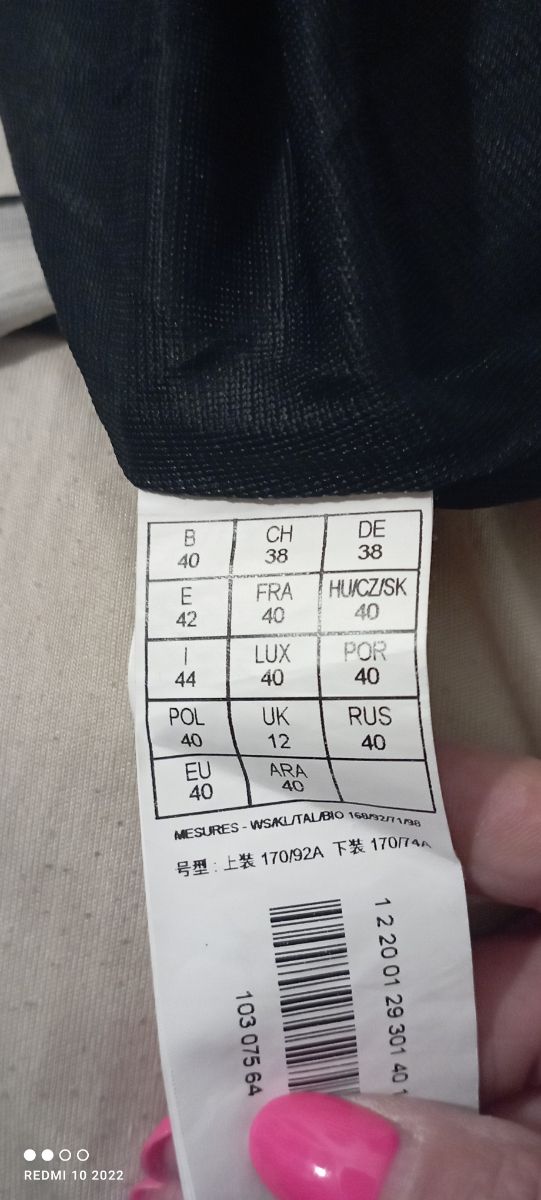 B CH DE
40 38 38
E FRA HU/CZ/SK
42 40 40
I LUX POR
44 40 40
POL UK RUS
40 12 40
EU ARA
40 40
MESURES - WS/KL/TAL/BIO 168/92/71/98
号型 : 上装 170/92A 下装 170/74A
1 2 20 01 29 301 40 1
103 075 64
REDMI 10 2022